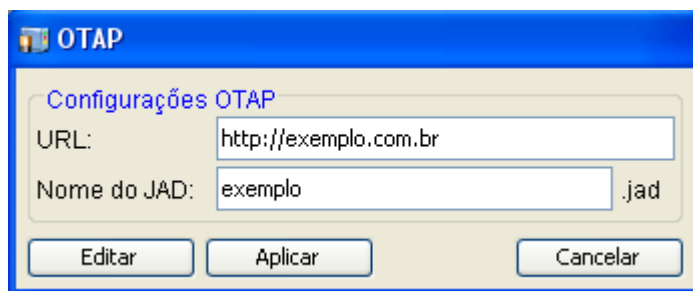 OTAP
Configurações OTAP
URL: http://exemplo.com.br
Nome do JAD: exemplo .jad
Editar Aplicar Cancelar